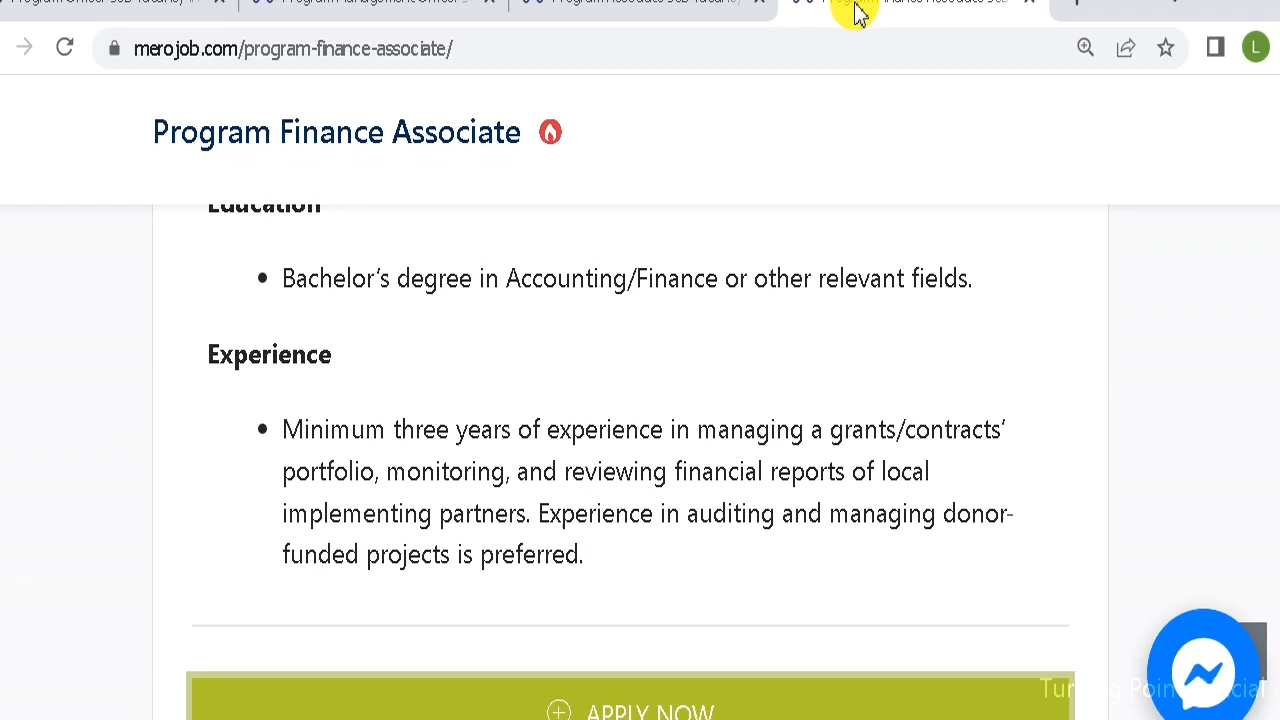 merojob.com/program-finance-associate/
L
Program Finance Associate
Education
Bachelor's degree in Accounting/Finance or other relevant fields.
Experience
Minimum three years of experience in managing a grants/contracts'
portfolio, monitoring, and reviewing financial reports of local
implementing partners. Experience in auditing and managing donor-
funded projects is preferred.
APPLY NOW